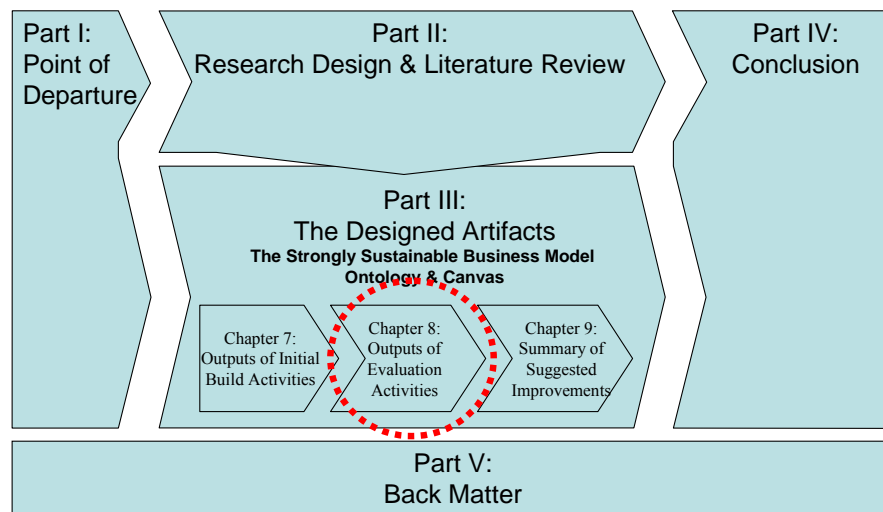 Part I:
Point of
Departure
Part II:
Research Design & Literature Review
Part III:
The Designed Artifacts
The Strongly Sustainable Business Model
Ontology & Canvas
Chapter 7:
Outputs of Initial
Build Activities
Chapter 8:
Outputs of
Evaluation
Activities
Chapter 9:
Summary of
Suggested
Improvements
Part IV:
Conclusion
Part V:
Back Matter